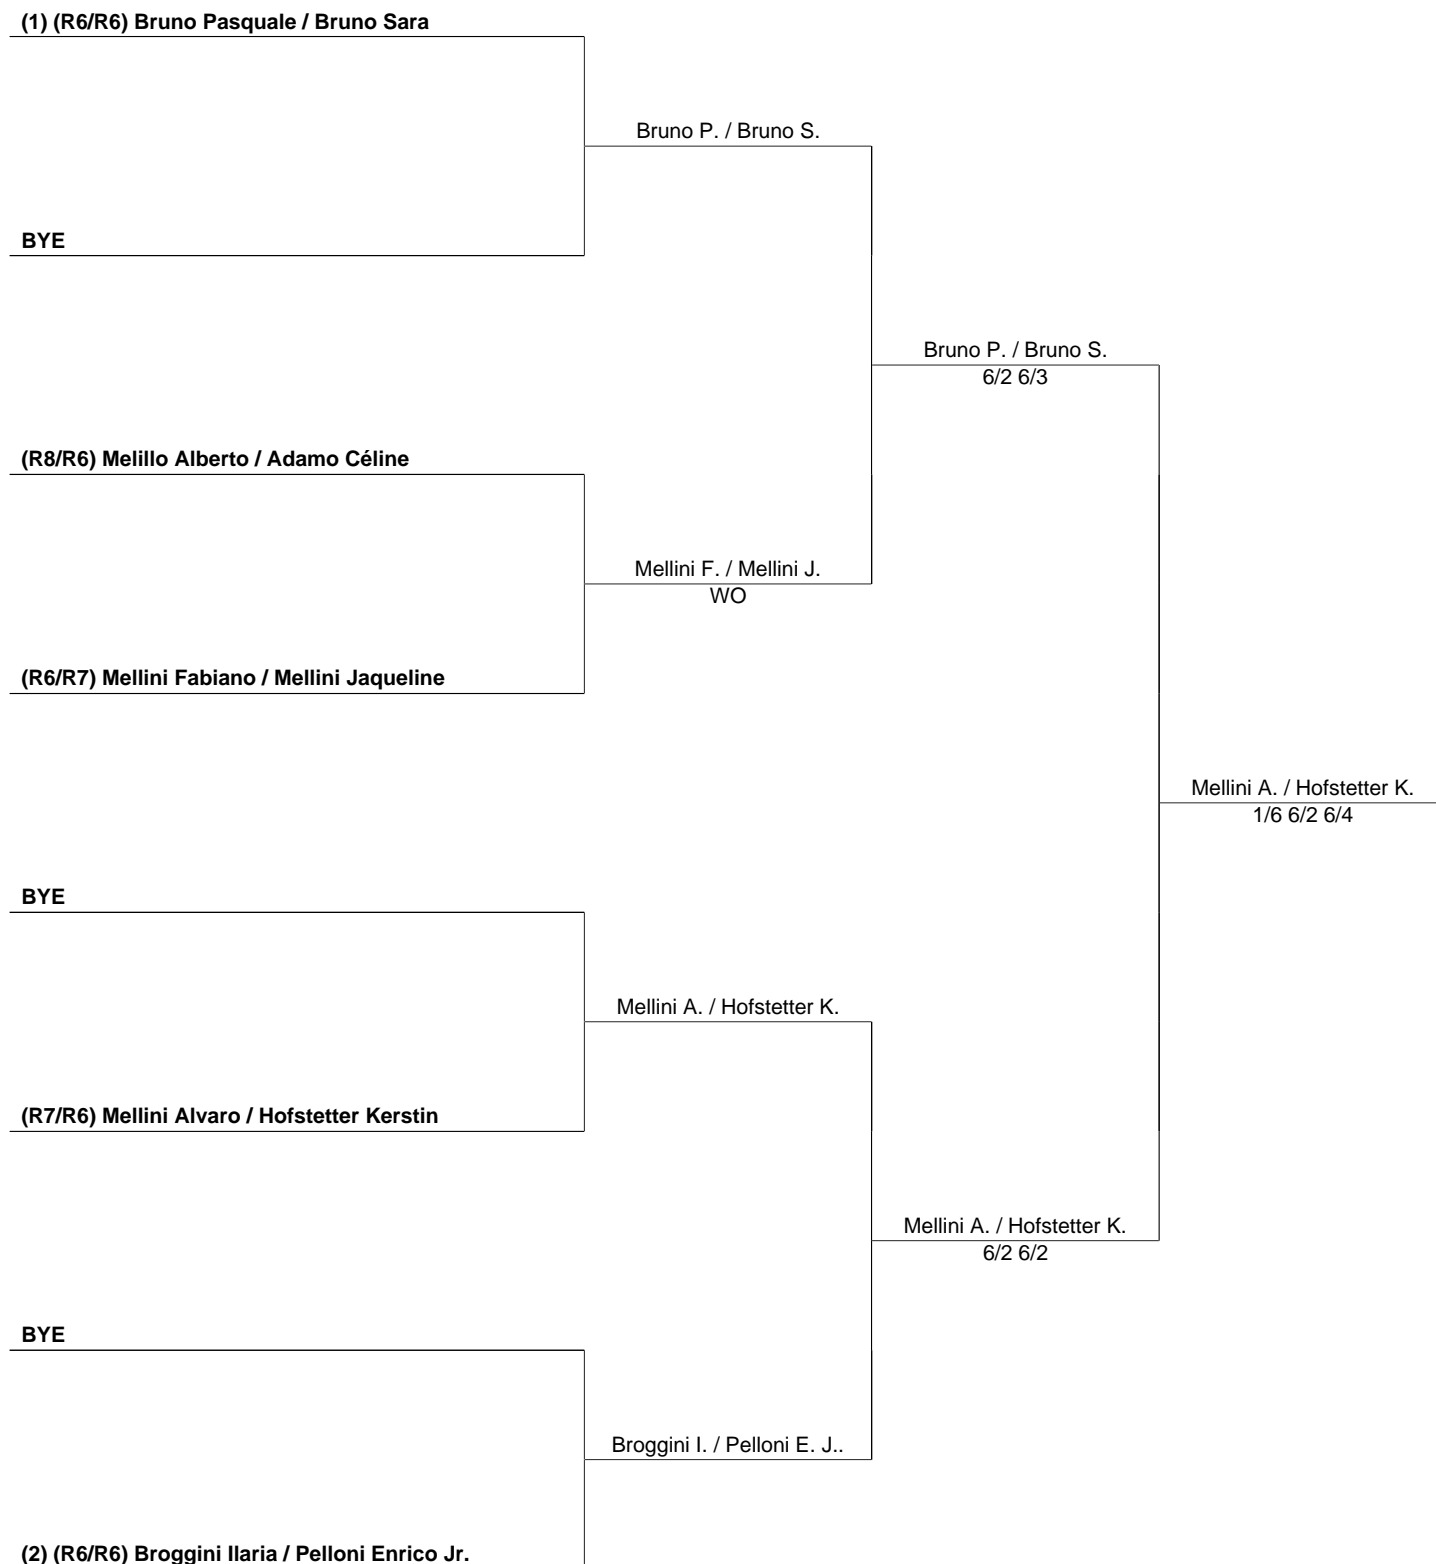 (1) (R6/R6) Bruno Pasquale / Bruno Sara
Bruno P. / Bruno S.
BYE
Bruno P. / Bruno S.
6/2 6/3
(R8/R6) Melillo Alberto / Adamo Céline
Mellini F. / Mellini J.
WO
(R6/R7) Mellini Fabiano / Mellini Jaqueline
Mellini A. / Hofstetter K.
1/6 6/2 6/4
BYE
Mellini A. / Hofstetter K.
(R7/R6) Mellini Alvaro / Hofstetter Kerstin
Mellini A. / Hofstetter K.
6/2 6/2
BYE
Broggini I. / Pelloni E. J..
(2) (R6/R6) Broggini Ilaria / Pelloni Enrico Jr.